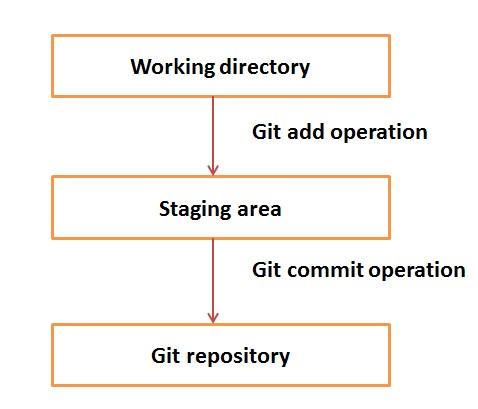 Working directory
Git add operation
Staging area
Git commit operation
Git repository